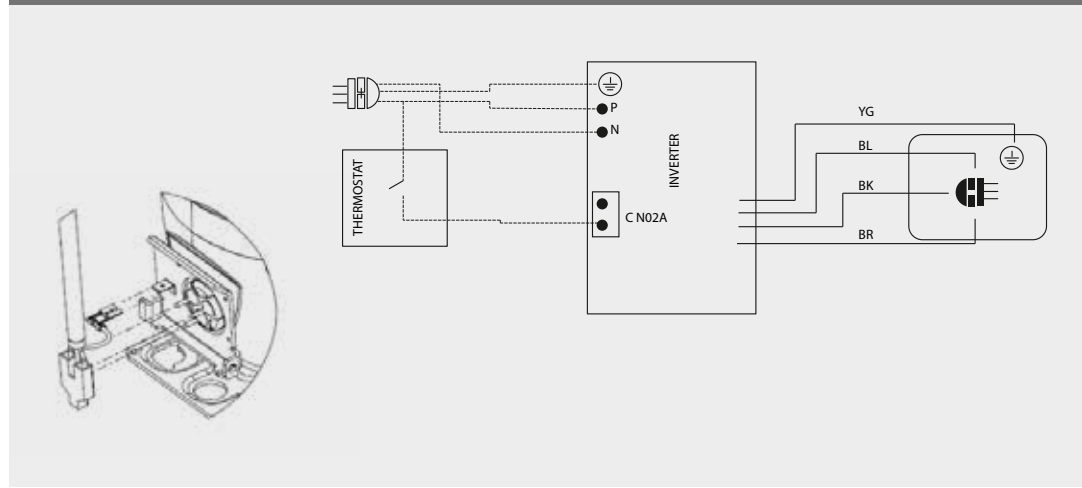 P
N
THERMOSTAT
INVERTER
C N02A
YG
BL
BK
BR